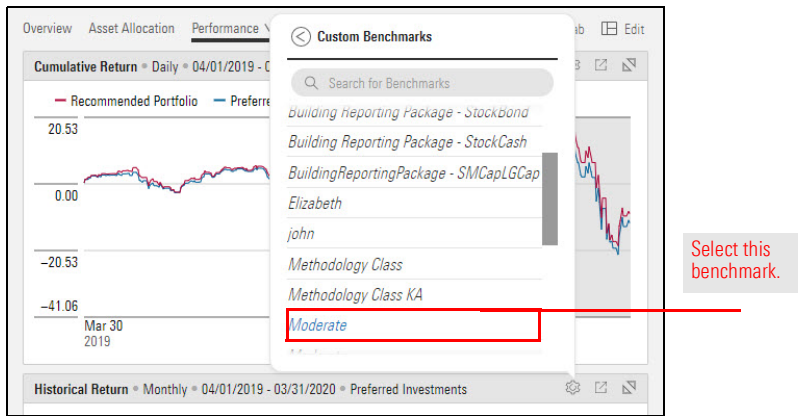 Overview Asset Allocation Performance
Edit
Custom Benchmarks
Search for Benchmarks
Cumulative Return • Daily • 04/01/2019 -
Recommended Portfolio
20.53
0.00
−20.53
−41.06
Mar 30
2019
Building Reporting Package - StockBond
Building Reporting Package - StockCash
BuildingReportingPackage - SMCapLGCap
Elizabeth
john
Methodology Class
Methodology Class KA
Moderate
Select this
benchmark.
Historical Return • Monthly • 04/01/2019 - 03/31/2020 • Preferred Investments